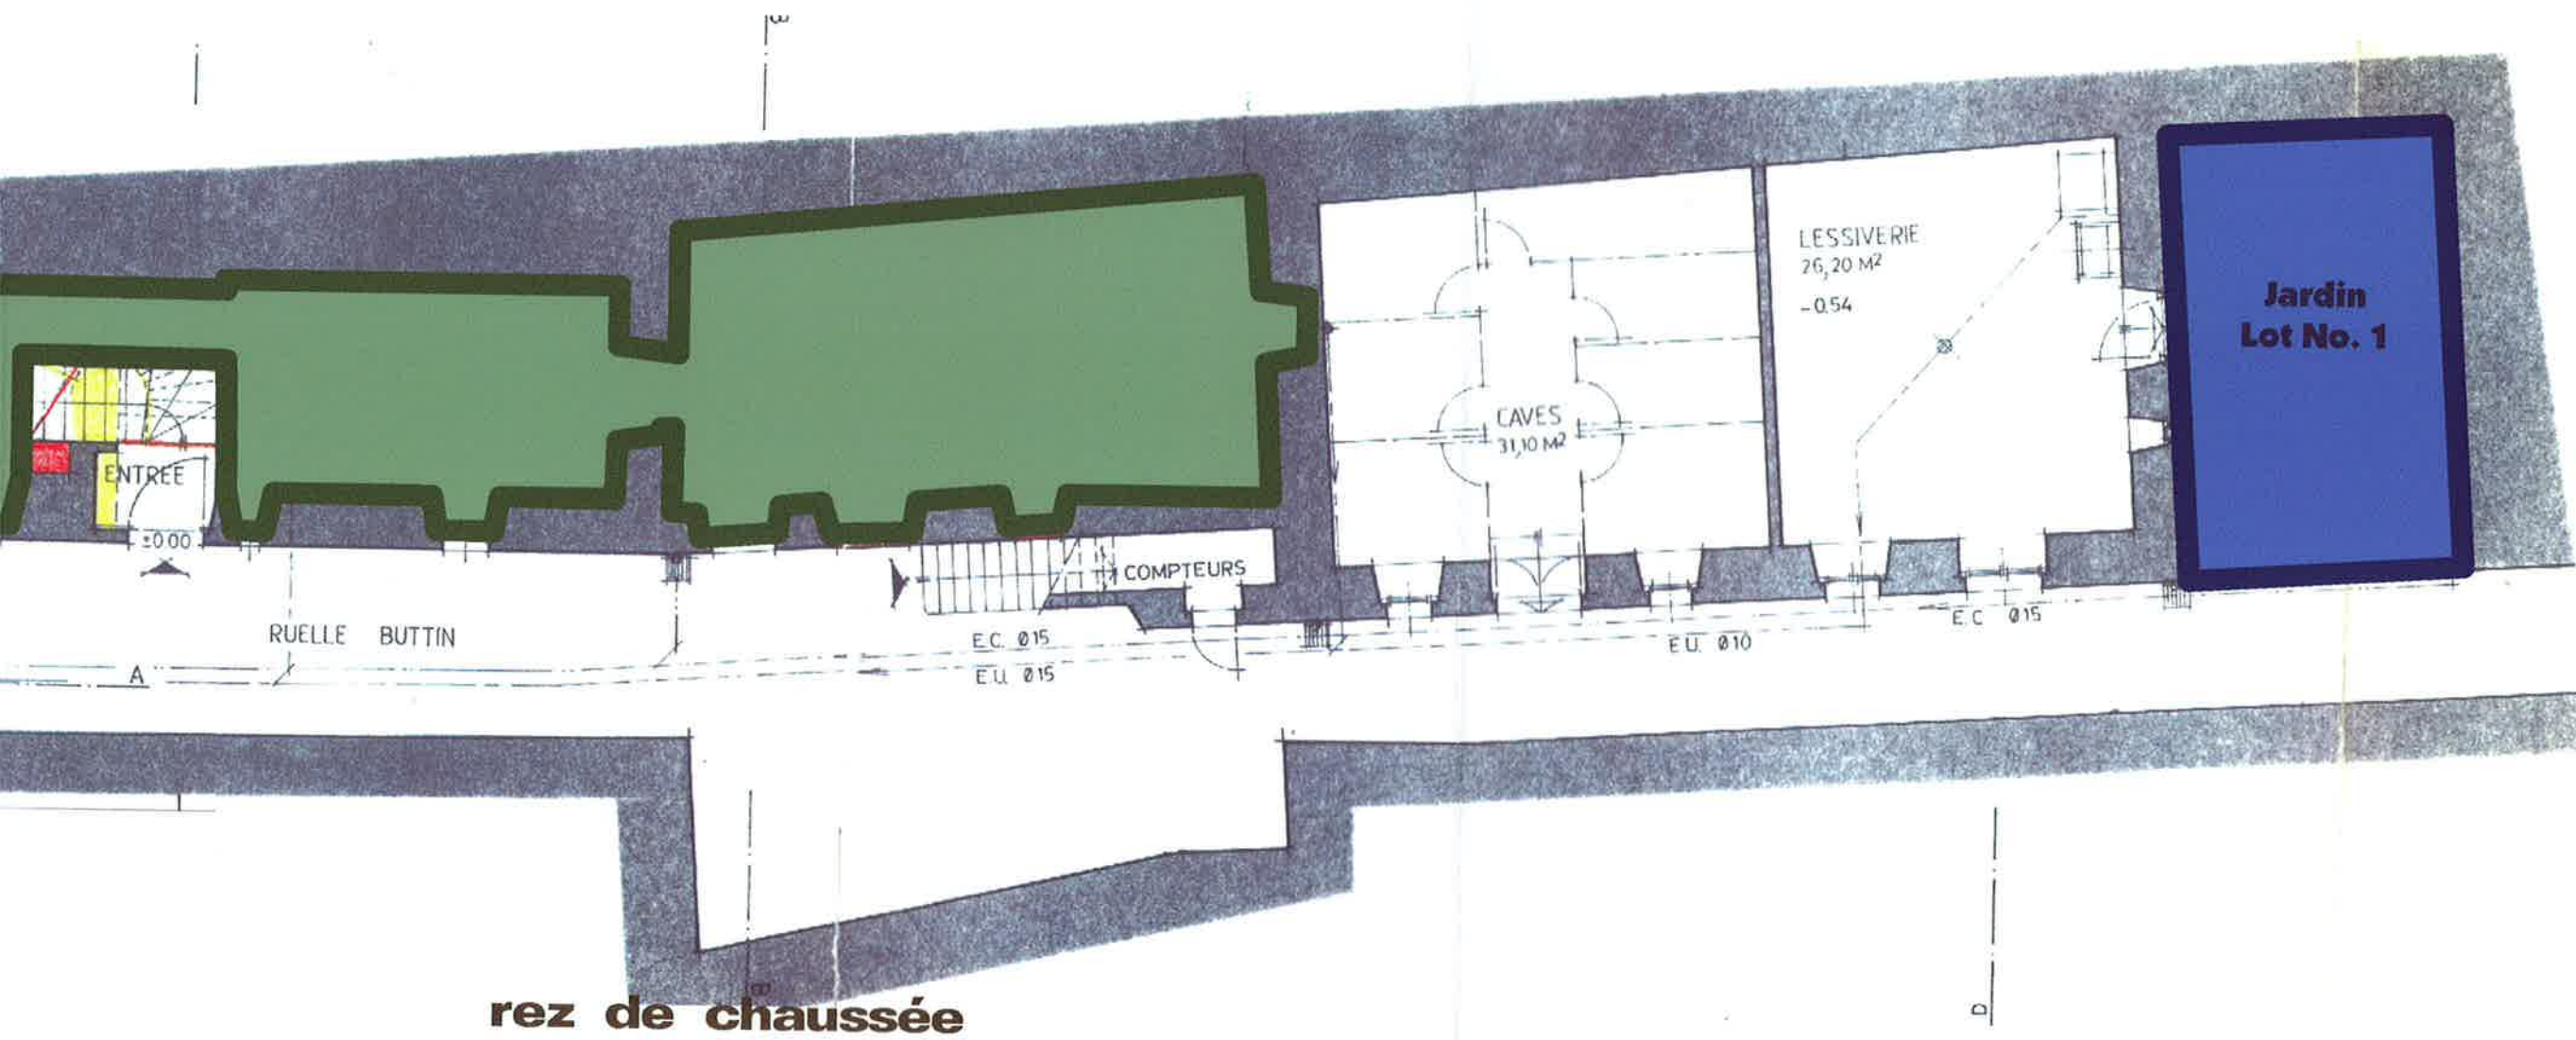 B
LESSIVERIE
26,20 M²
-0.54
Jardin
Lot No. 1
CAVES
31,10 M²
ENTREE
±0.00
COMPTEURS
RUELLE BUTTIN
E.C. Ø15
E.U. Ø15
E.U. Ø10
E.C Ø15
A
D
rez de chaussée